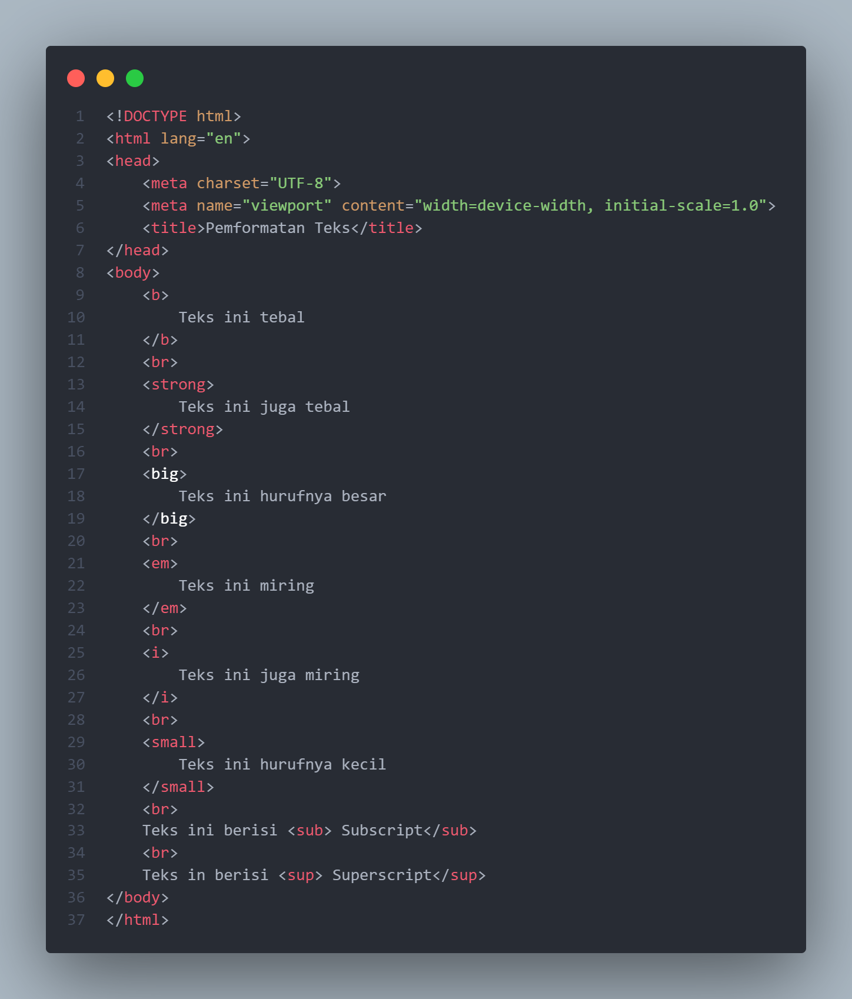 1 <!DOCTYPE html>
2 <html lang="en">
3 <head>
4     <meta charset="UTF-8">
5     <meta name="viewport" content="width=device-width, initial-scale=1.0">
6     <title>Pemformatan Teks</title>
7 </head>
8 <body>
9     <b>
10         Teks ini tebal
11     </b>
12     <br>
13     <strong>
14         Teks ini juga tebal
15     </strong>
16     <br>
17     <big>
18         Teks ini hurufnya besar
19     </big>
20     <br>
21     <em>
22         Teks ini miring
23     </em>
24     <br>
25     <i>
26         Teks ini juga miring
27     </i>
28     <br>
29     <small>
30         Teks ini hurufnya kecil
31     </small>
32     <br>
33     Teks ini berisi <sub> Subscript</sub>
34     <br>
35     Teks in berisi <sup> Superscript</sup>
36 </body>
37 </html>